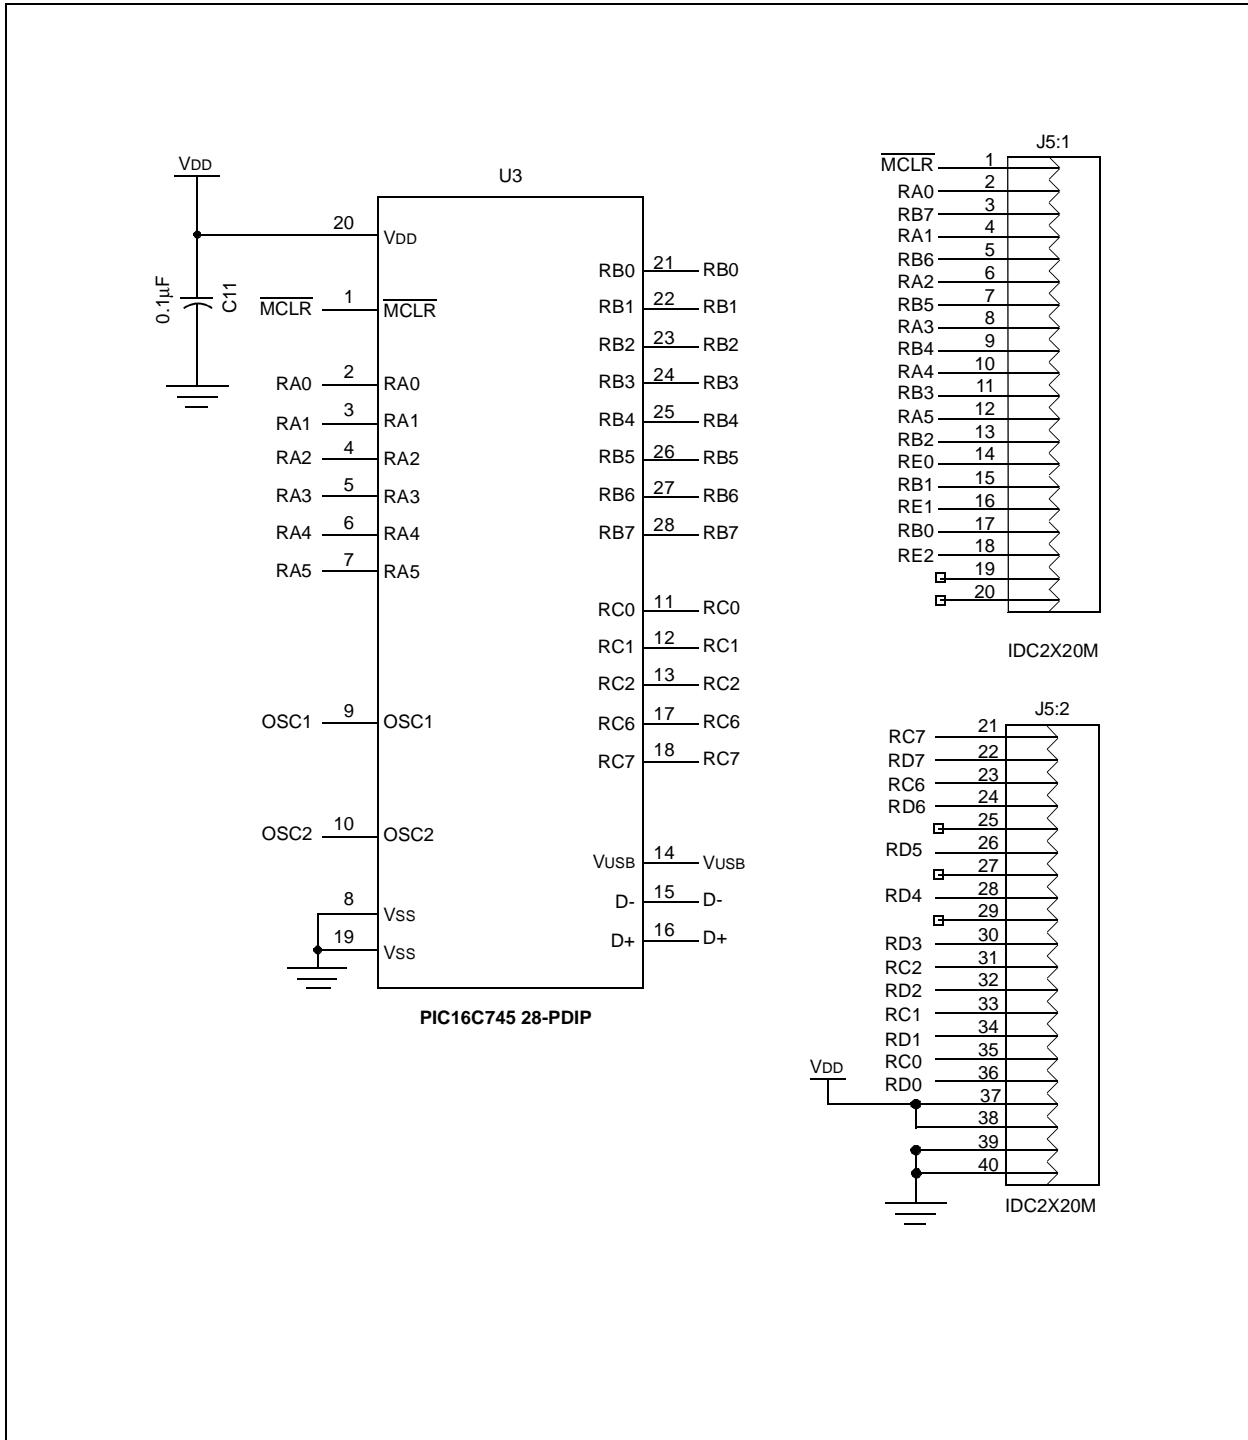 J5:1
MCLR 1
RA0 2
RB7 3
RA1 4
RB6 5
RA2 6
RB5 7
RA3 8
RB4 9
RA4 10
RB3 11
RA5 12
RB2 13
RE0 14
RB1 15
RE1 16
RB0 17
RE2 18
19
20
IDC2X20M
VDD
U3
20 VDD
0.1µF
C11
MCLR 1 MCLR
RA0 2 RA0
RA1 3 RA1
RA2 4 RA2
RA3 5 RA3
RA4 6 RA4
RA5 7 RA5
OSC1 9 OSC1
OSC2 10 OSC2
8 VSS
19 VSS
RB0 21 RB0
RB1 22 RB1
RB2 23 RB2
RB3 24 RB3
RB4 25 RB4
RB5 26 RB5
RB6 27 RB6
RB7 28 RB7
RC0 11 RC0
RC1 12 RC1
RC2 13 RC2
RC6 17 RC6
RC7 18 RC7
VUSB 14 VUSB
D- 15 D-
D+ 16 D+
PIC16C745 28-PDIP
J5:2
RC7 21
RD7 22
RC6 23
RD6 24
25
RD5 26
27
RD4 28
29
RD3 30
RC2 31
RD2 32
RC1 33
RD1 34
RC0 35
RD0 36
VDD
37
38
39
40
IDC2X20M